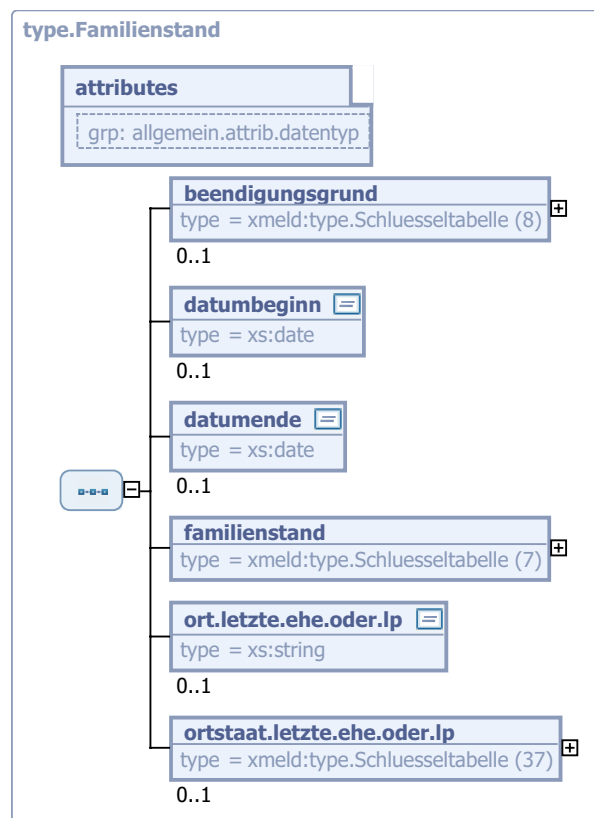 type.Familienstand
attributes
grp: allgemein.attrib.datentyp
beendigungsgrund
type = xmeld:type.Schluesseltabelle (8)
0..1
datumbeginn
type = xs:date
0..1
datumende
type = xs:date
0..1
familienstand
type = xmeld:type.Schluesseltabelle (7)
ort.letzte.ehe.oder.lp
type = xs:string
0..1
ortstaat.letzte.ehe.oder.lp
type = xmeld:type.Schluesseltabelle (37)
0..1